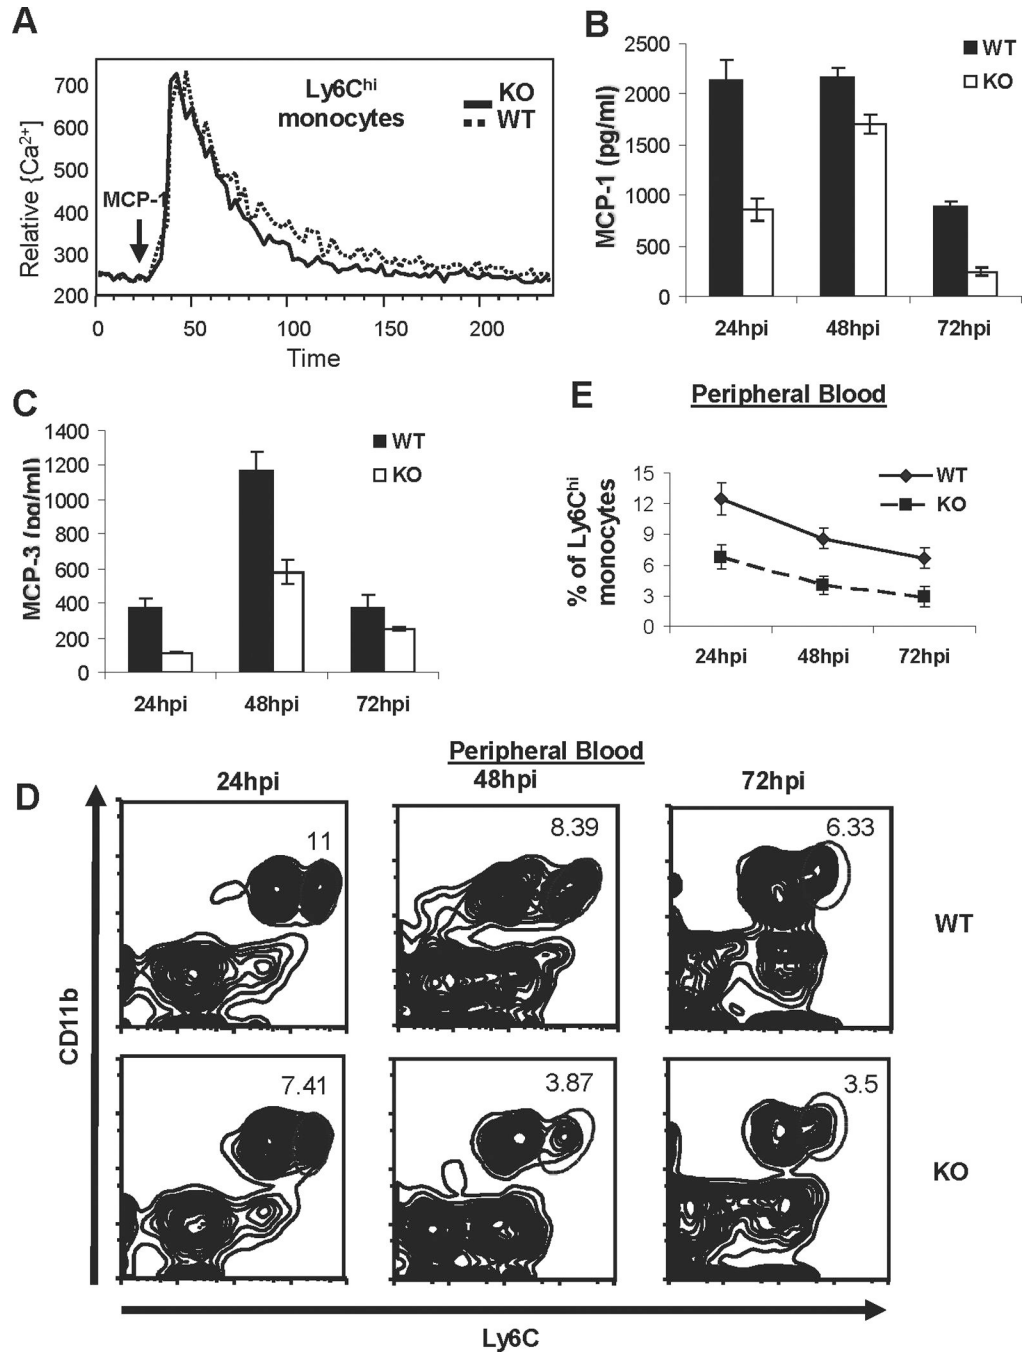 A
Ly6Chi
monocytes
KO
WT
MCP-1
Relative {Ca2+]
700
600
500
400
300
200
0
50
100
150
200
Time
B
WT
KO
MCP-1 (pg/ml)
2500
2000
1500
1000
500
0
24hpi
48hpi
72hpi
C
WT
KO
MCP-3 (pg/ml)
1400
1200
1000
800
600
400
200
0
24hpi
48hpi
72hpi
E
Peripheral Blood
WT
KO
% of Ly6Chi
monocytes
15
12
9
6
3
0
24hpi
48hpi
72hpi
D
Peripheral Blood
24hpi
48hpi
72hpi
11
8.39
6.33
WT
7.41
3.87
3.5
KO
CD11b
Ly6C